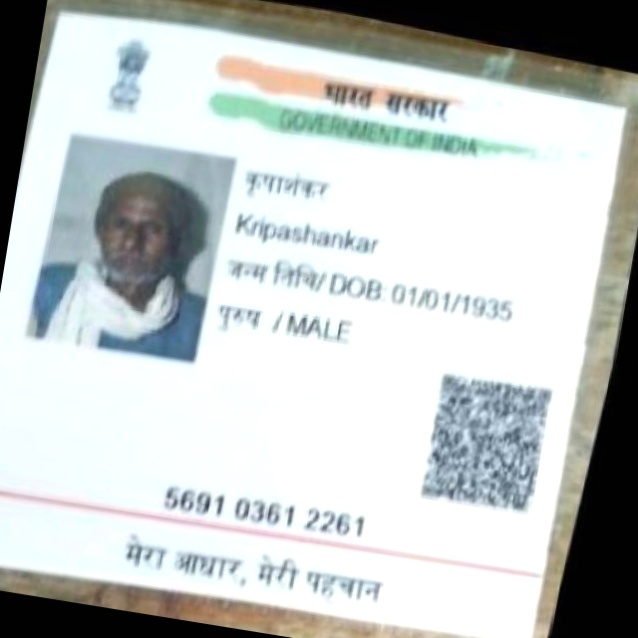 भारत सरकार
GOVERNMENT OF INDIA
कृपाशंकर
Kripashankar
जन्म तिथि/ DOB: 01/01/1935
पुरुष / MALE
5691 0361 2261
मेरा आधार, मेरी पहचान